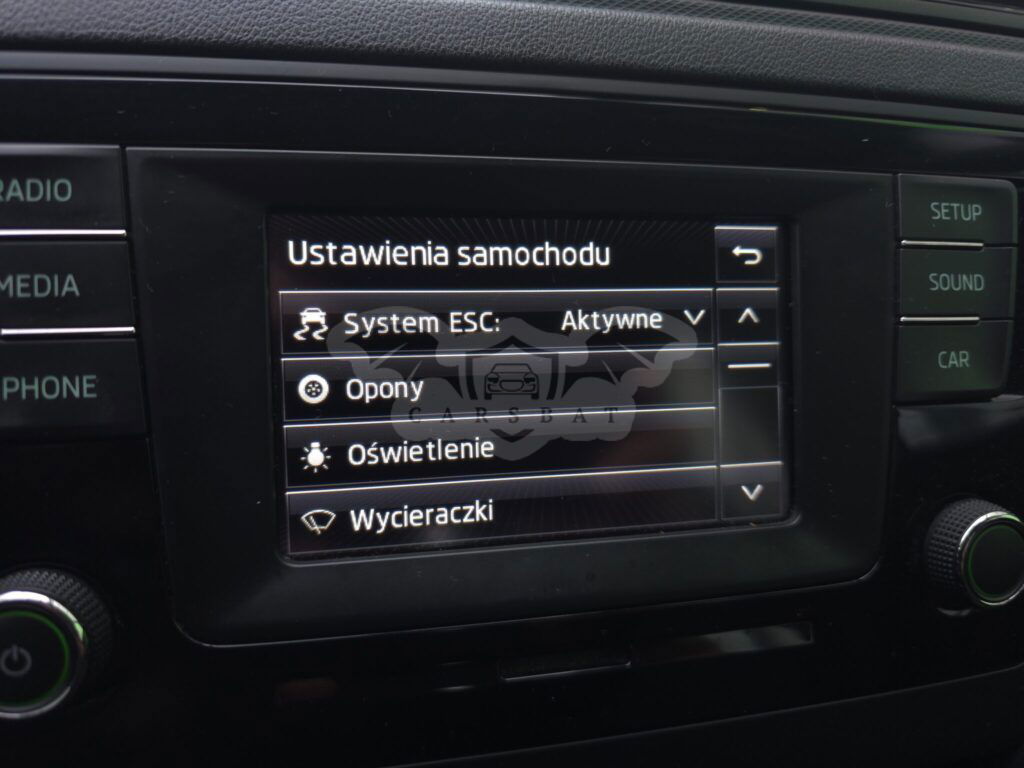 RADIO
MEDIA
PHONE
Ustawienia samochodu
System ESC: Aktywne
Opony
Oświetlenie
Wycieraczki
CARSBAT
SETUP
SOUND
CAR